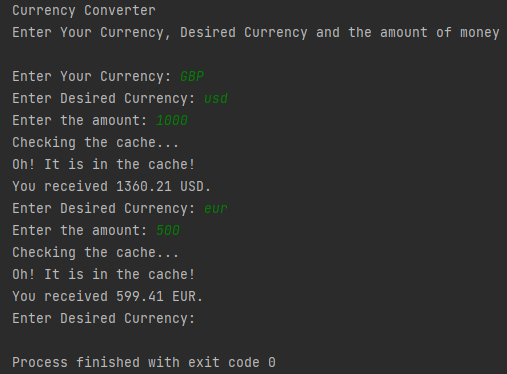 Currency Converter
Enter Your Currency, Desired Currency and the amount of money
Enter Your Currency: GBP
Enter Desired Currency: usd
Enter the amount: 1000
Checking the cache...
Oh! It is in the cache!
You received 1360.21 USD.
Enter Desired Currency: eur
Enter the amount: 500
Checking the cache...
Oh! It is in the cache!
You received 599.41 EUR.
Enter Desired Currency:
Process finished with exit code 0